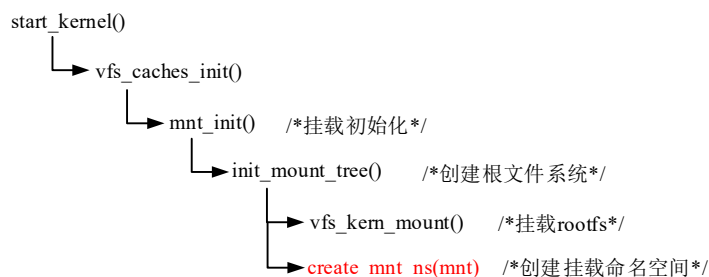 start_kernel()
vfs_caches_init()
mnt_init() /*挂载初始化*/
init_mount_tree() /*创建根文件系统*/
vfs_kern_mount() /*挂载rootfs*/
create_mnt_ns(mnt) /*创建挂载命名空间*/